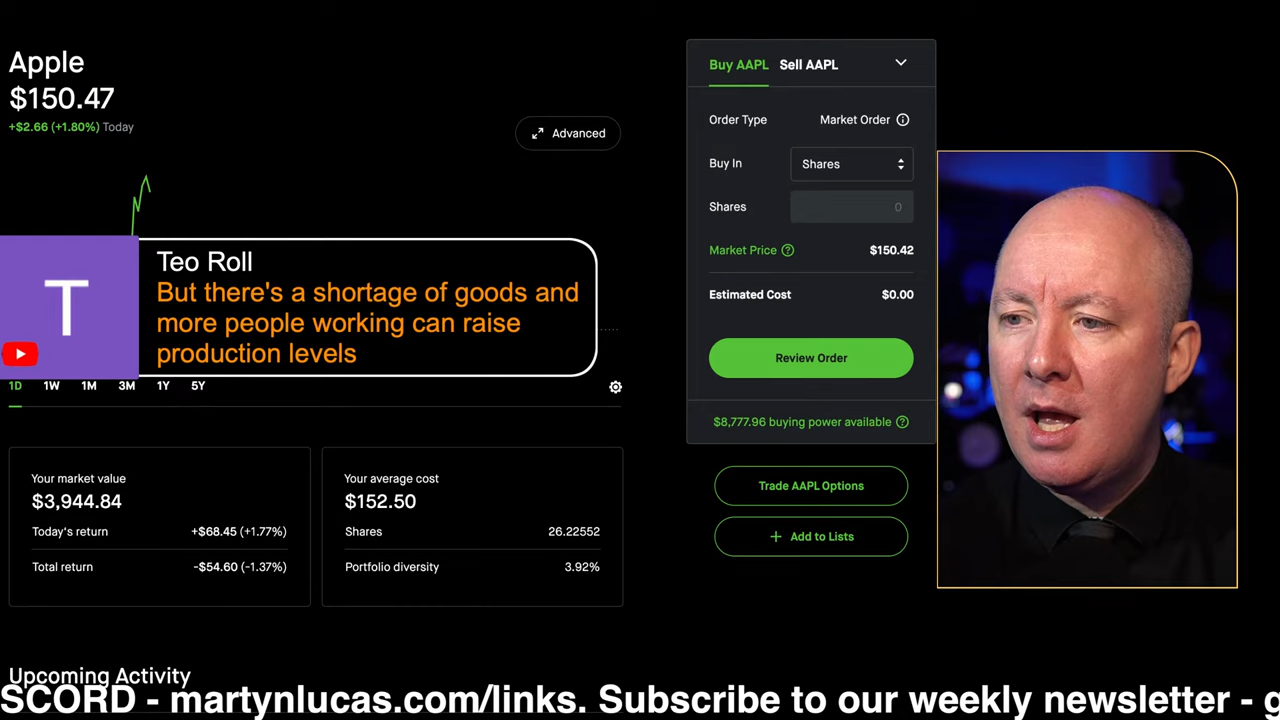 Apple
$150.47
+$2.66 (+1.80%) Today
Advanced
T
Teo Roll
But there's a shortage of goods and
more people working can raise
production levels
1D 1W 1M 3M 1Y 5Y
Your market value
$3,944.84
Today's return +$68.45 (+1.77%)
Total return -$54.60 (-1.37%)
Your average cost
$152.50
Shares 26.22552
Portfolio diversity 3.92%
Upcoming Activity
Buy AAPL Sell AAPL
Order Type Market Order
Buy In Shares
Shares 0
Market Price $150.42
Estimated Cost $0.00
Review Order
$8,777.96 buying power available
Trade AAPL Options
+ Add to Lists
SCORD - martynlucas.com/links. Subscribe to our weekly newsletter - g